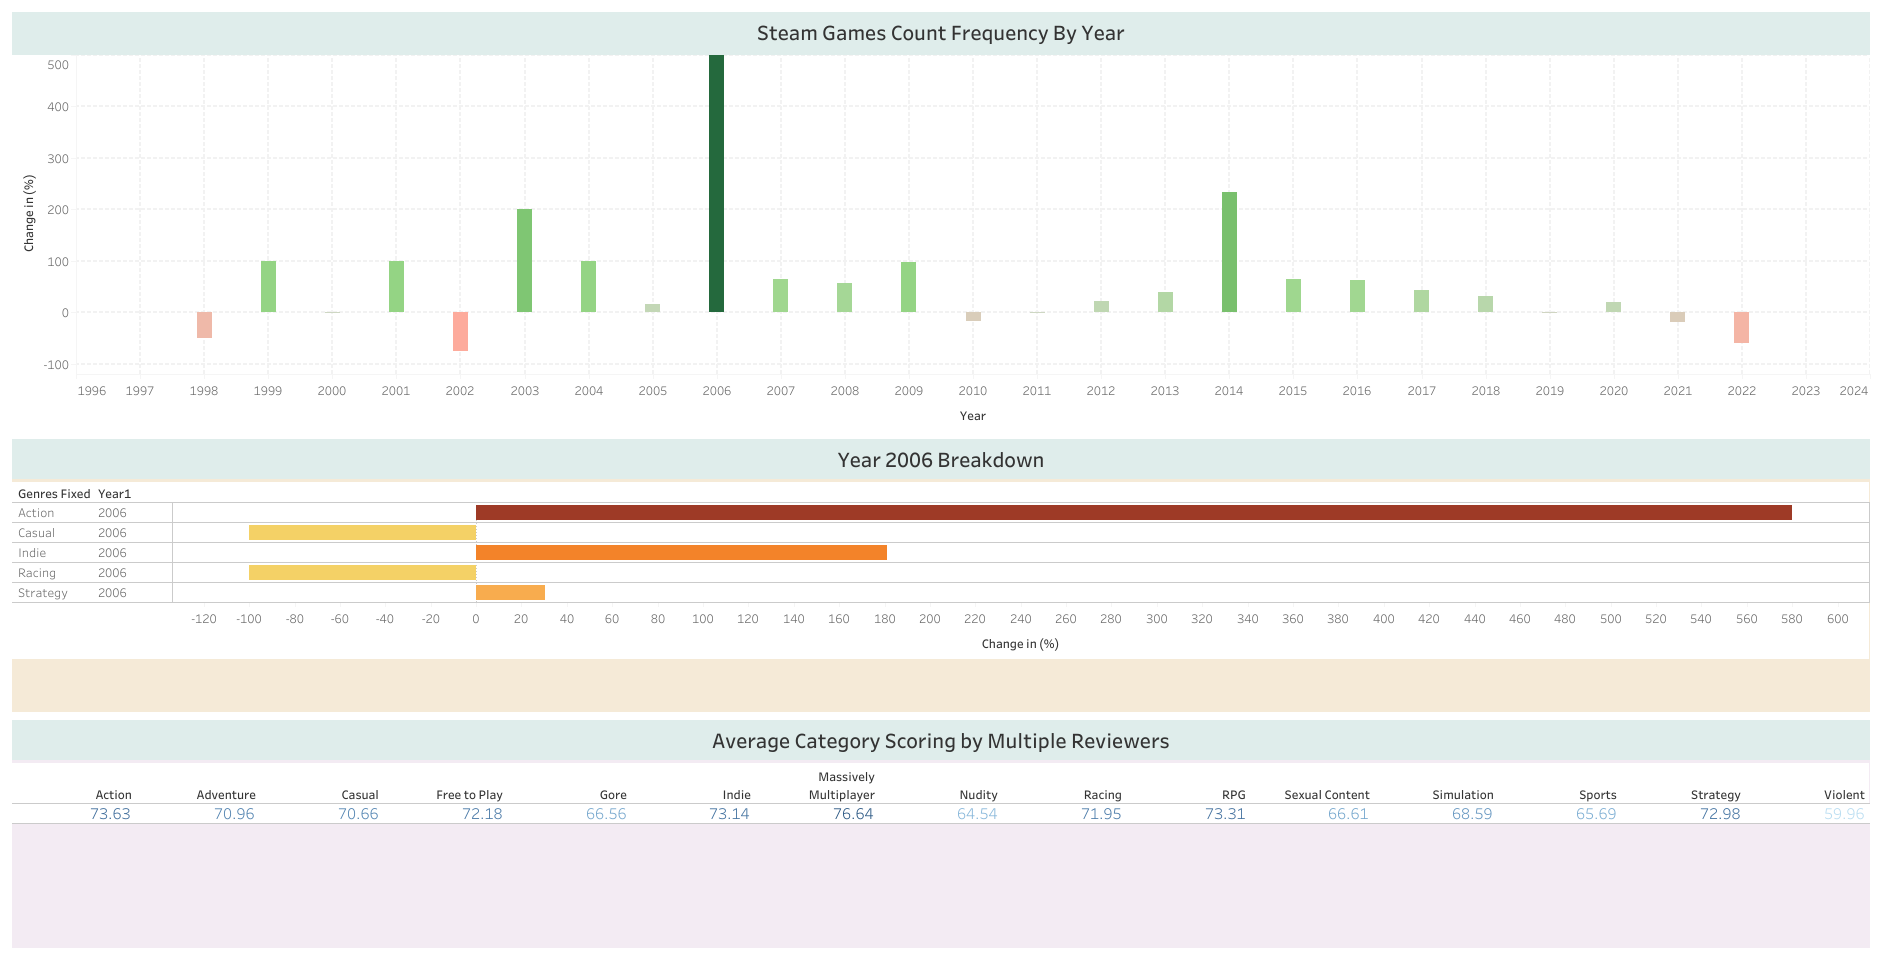 Steam Games Count Frequency By Year
500
400
300
200
100
0
-100
Change in (%)
1996 1997 1998 1999 2000 2001 2002 2003 2004 2005 2006 2007 2008 2009 2010 2011 2012 2013 2014 2015 2016 2017 2018 2019 2020 2021 2022 2023 2024
Year
Year 2006 Breakdown
Genres Fixed Year1
Action 2006
Casual 2006
Indie 2006
Racing 2006
Strategy 2006
-120 -100 -80 -60 -40 -20 0 20 40 60 80 100 120 140 160 180 200 220 240 260 280 300 320 340 360 380 400 420 440 460 480 500 520 540 560 580 600
Change in (%)
Average Category Scoring by Multiple Reviewers
Massively
Action Adventure Casual Free to Play Gore Indie Multiplayer Nudity Racing RPG Sexual Content Simulation Sports Strategy Violent
73.63 70.96 70.66 72.18 66.56 73.14 76.64 64.54 71.95 73.31 66.61 68.59 65.69 72.98 59.96